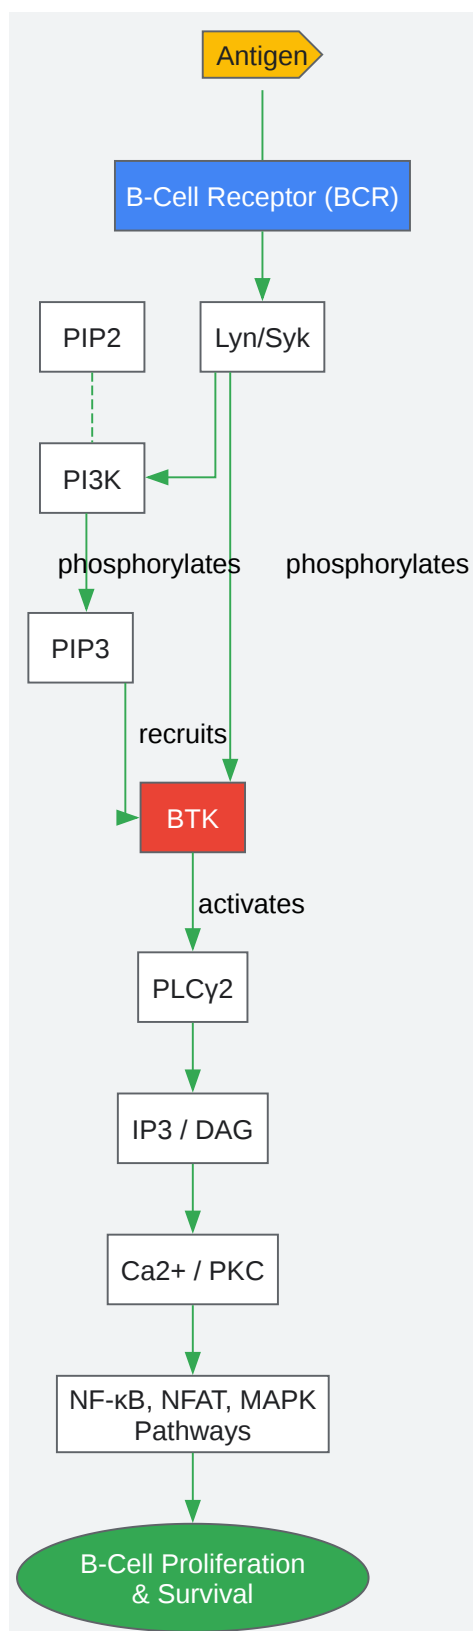 Antigen
B-Cell Receptor (BCR)
PIP2
Lyn/Syk
PI3K
phosphorylates
phosphorylates
PIP3
recruits
BTK
activates
PLCγ2
IP3 / DAG
Ca2+ / PKC
NF-κB, NFAT, MAPK
Pathways
B-Cell Proliferation
& Survival